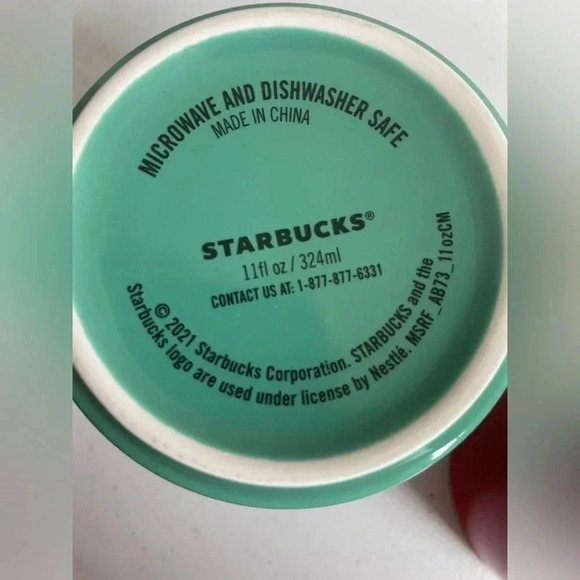 MICROWAVE AND DISHWASHER SAFE
MADE IN CHINA
STARBUCKS®
11fl oz / 324ml
CONTACT US AT: 1-877-877-6331
© 2021 Starbucks Corporation. STARBUCKS and the
Starbucks logo are used under license by Nestlé. MSRF_AB73_11ozCM